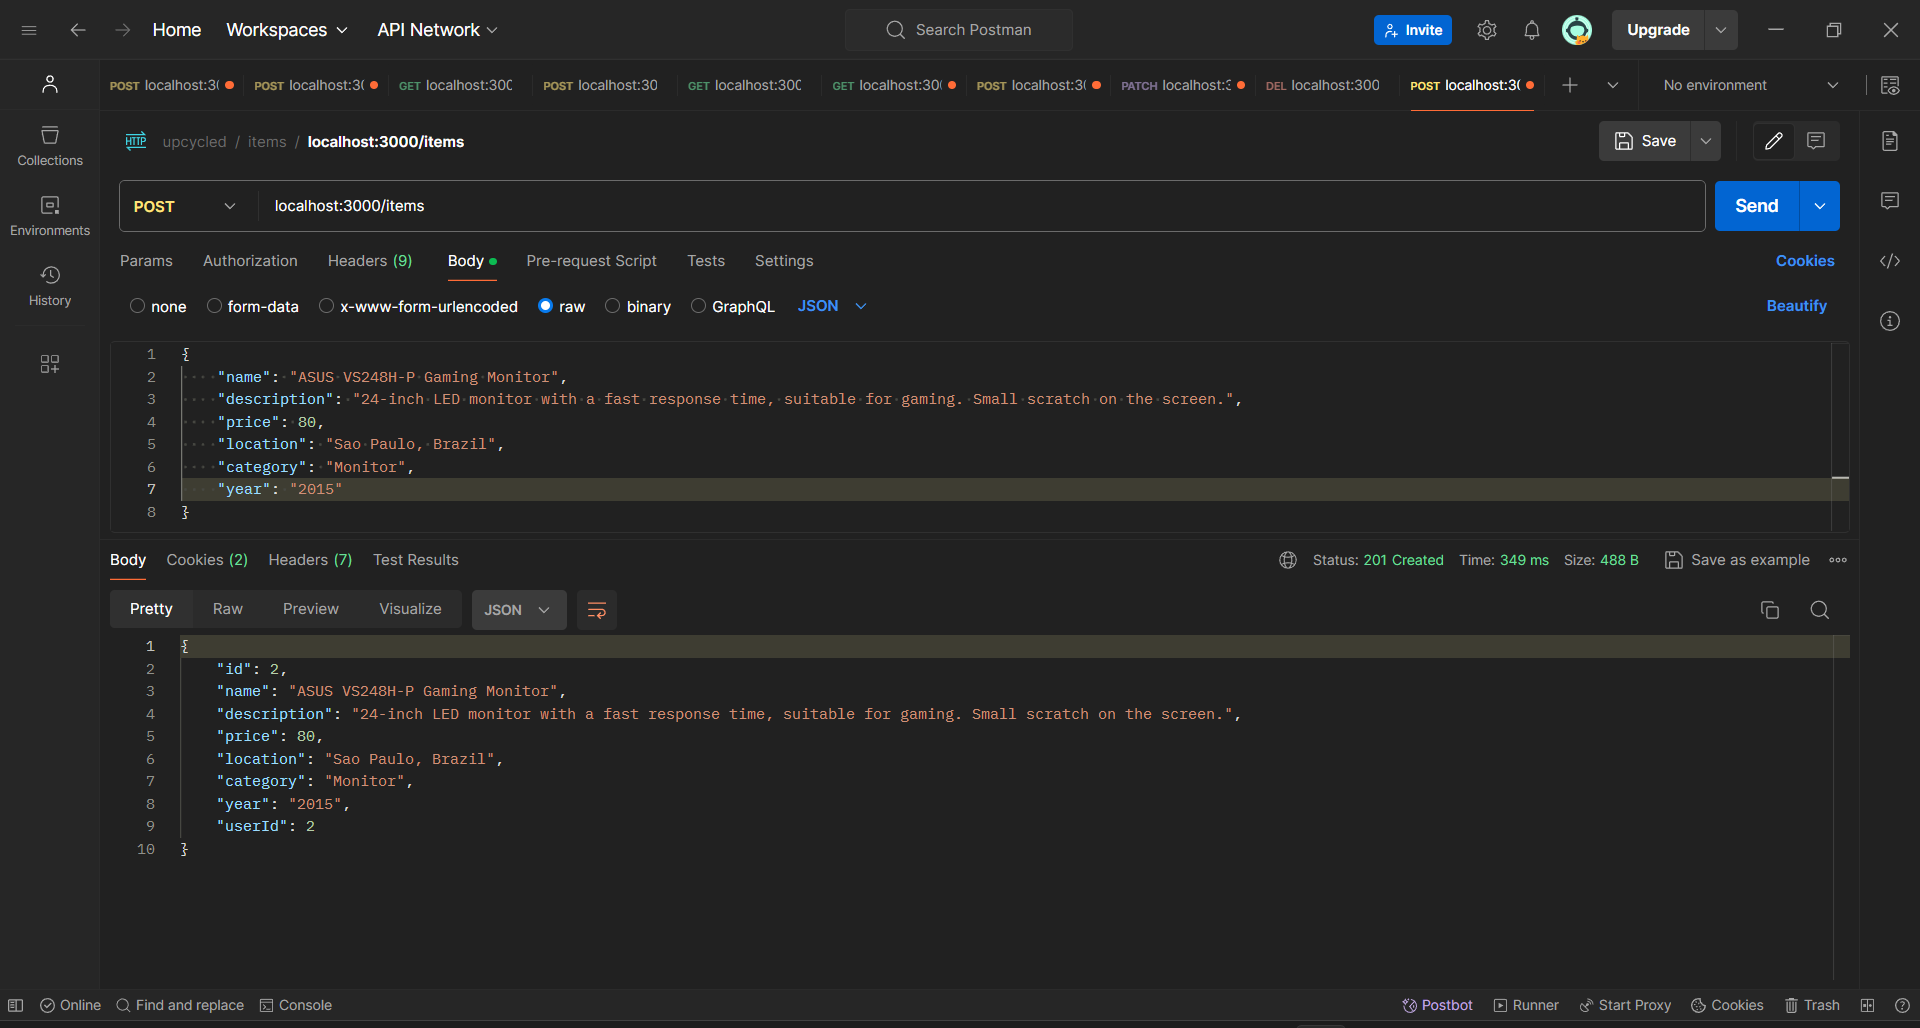 Home Workspaces API Network Search Postman Invite Upgrade
POST localhost:30 POST localhost:30 GET localhost:300 POST localhost:30 GET localhost:300 GET localhost:300 POST localhost:30 PATCH localhost:3 DEL localhost:300 POST localhost:30 No environment
Collections
Environments
History
HTTP upcycled / items / localhost:3000/items Save
POST localhost:3000/items Send
Params Authorization Headers (9) Body Pre-request Script Tests Settings Cookies
none form-data x-www-form-urlencoded raw binary GraphQL JSON Beautify
1 {
2 "name": "ASUS VS248H-P Gaming Monitor",
3 "description": "24-inch LED monitor with a fast response time, suitable for gaming. Small scratch on the screen.",
4 "price": 80,
5 "location": "Sao Paulo, Brazil",
6 "category": "Monitor",
7 "year": "2015"
8 }
Body Cookies (2) Headers (7) Test Results Status: 201 Created Time: 349 ms Size: 488 B Save as example
Pretty Raw Preview Visualize JSON
1 {
2 "id": 2,
3 "name": "ASUS VS248H-P Gaming Monitor",
4 "description": "24-inch LED monitor with a fast response time, suitable for gaming. Small scratch on the screen.",
5 "price": 80,
6 "location": "Sao Paulo, Brazil",
7 "category": "Monitor",
8 "year": "2015",
9 "userId": 2
10 }
Online Find and replace Console Postbot Runner Start Proxy Cookies Trash